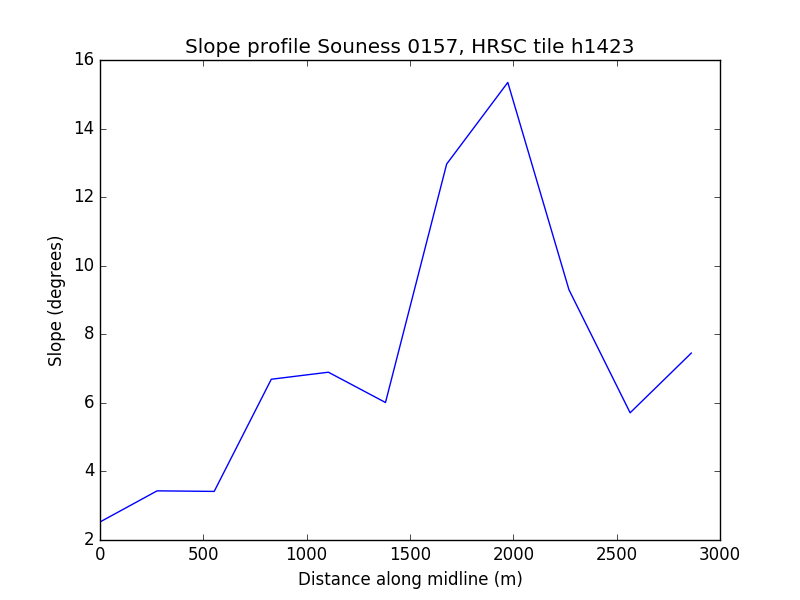 Slope profile Souness 0157, HRSC tile h1423
16
14
12
10
8
6
4
2
Slope (degrees)
0 500 1000 1500 2000 2500 3000
Distance along midline (m)